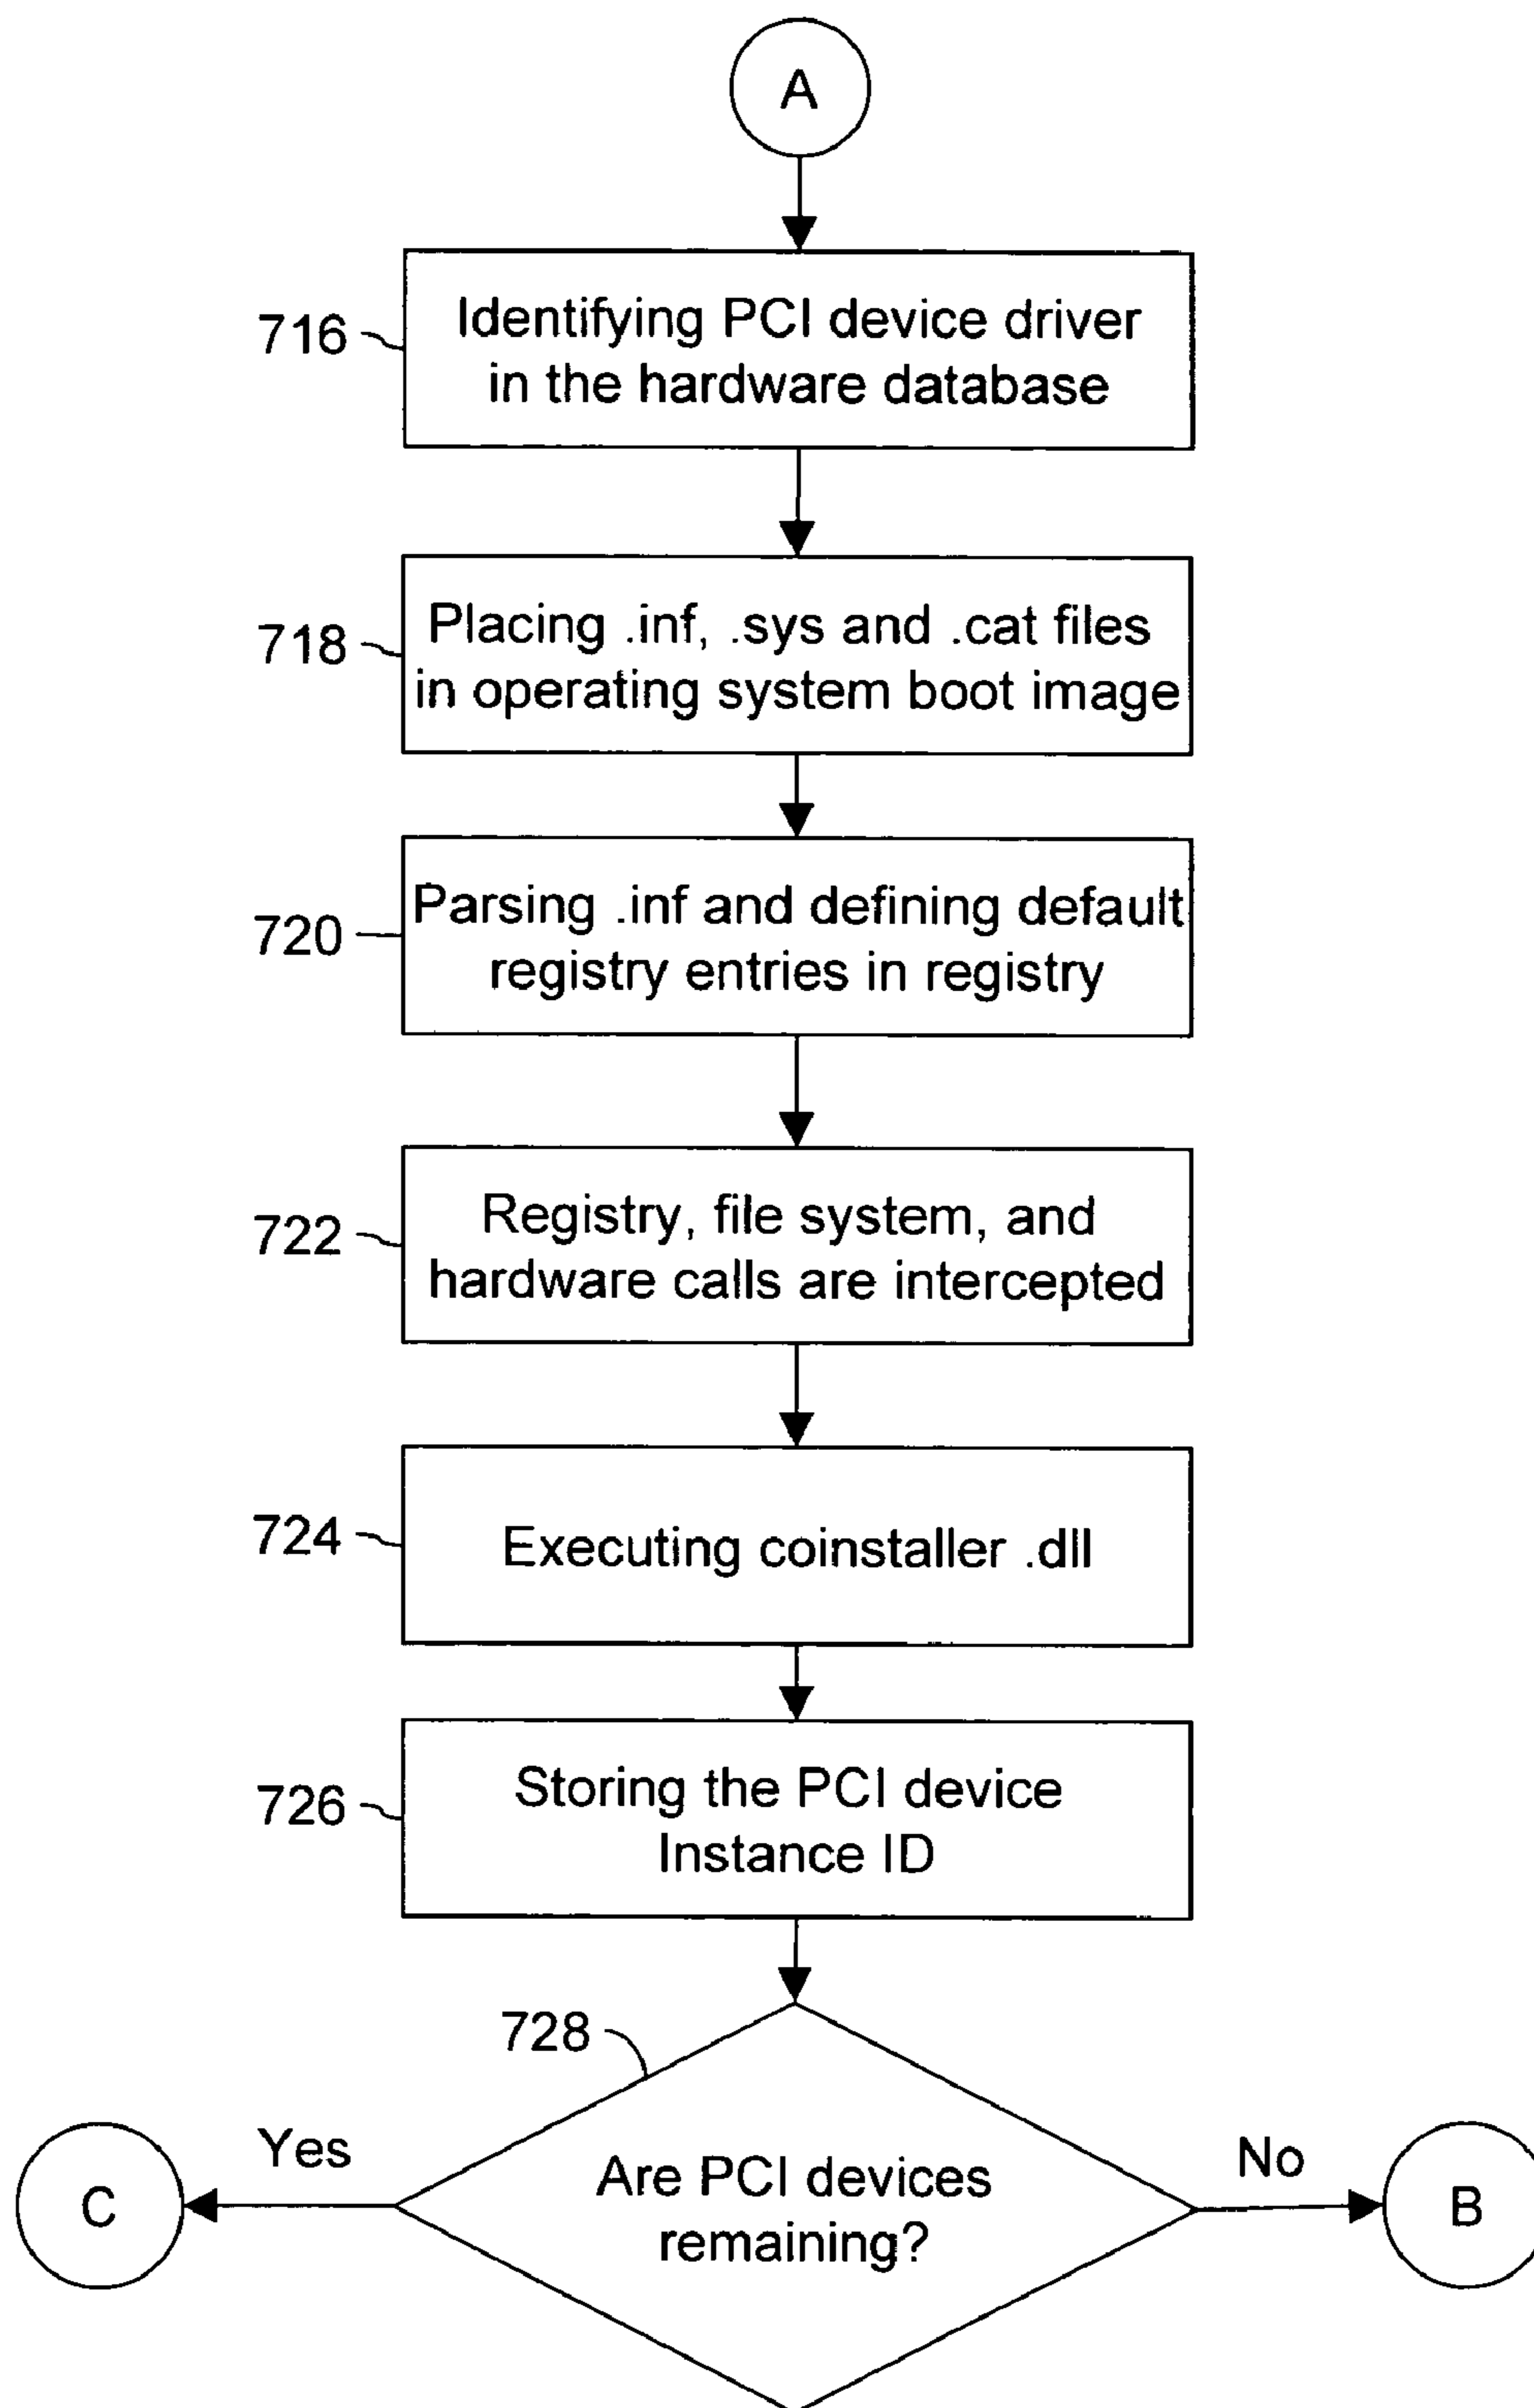 A
716
Identifying PCI device driver
in the hardware database
718
Placing .inf, .sys and .cat files
in operating system boot image
720
Parsing .inf and defining default
registry entries in registry
722
Registry, file system, and
hardware calls are intercepted
724
Executing coinstaller .dll
726
Storing the PCI device
Instance ID
728
Yes
No
C
Are PCI devices
remaining?
B